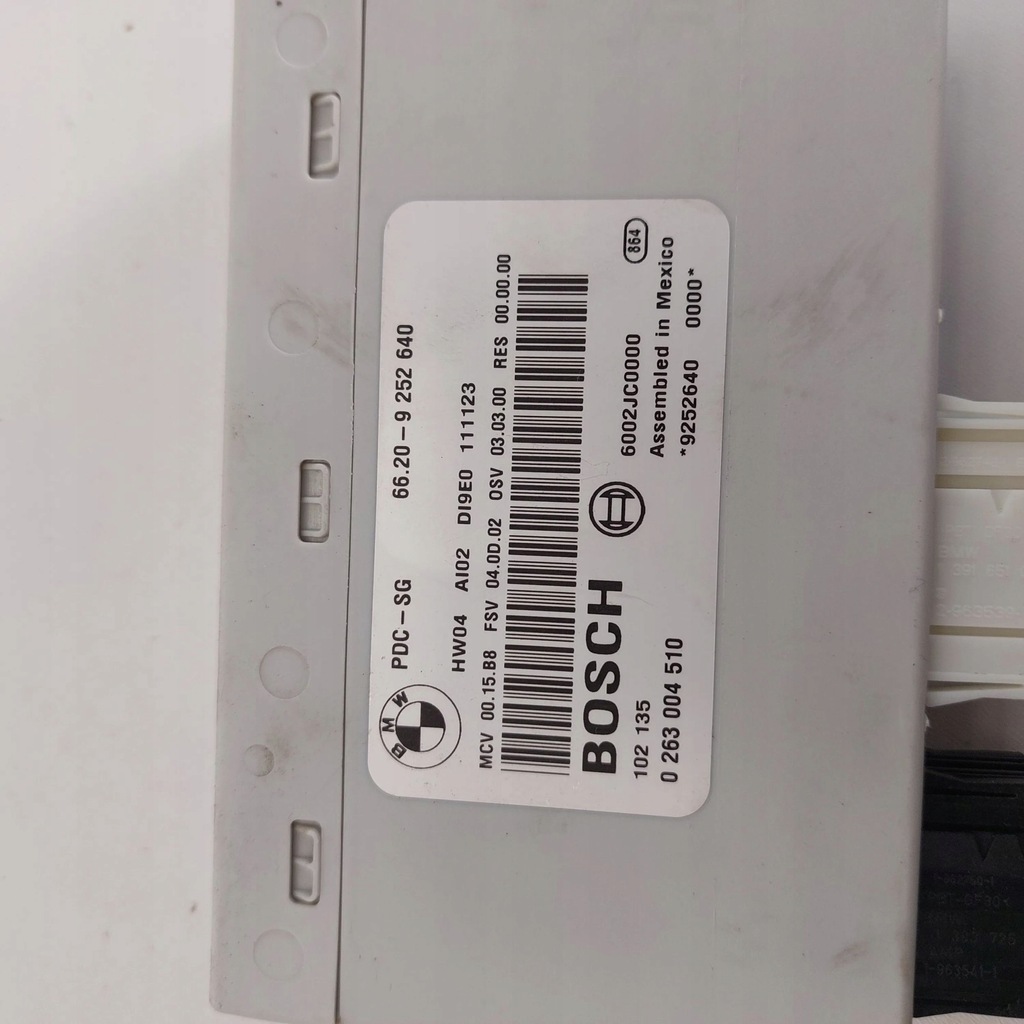 BMW
PDC-SG 66.20-9 252 640
HW04 AI02 DI9E0 111123
MCV 00.15.B8 FSV 04.0D.02 OSV 03.03.00 RES 00.00.00
BOSCH
102 135
0 263 004 510
864
6002JC0000
Assembled in Mexico
*9252640 0000*
BMW